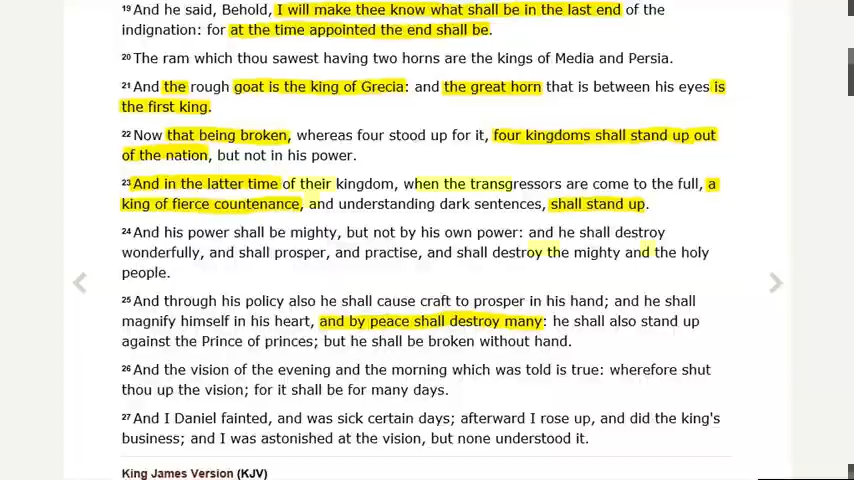 19 And he said, Behold, I will make thee know what shall be in the last end of the
indignation: for at the time appointed the end shall be.
20 The ram which thou sawest having two horns are the kings of Media and Persia.
21 And the rough goat is the king of Grecia: and the great horn that is between his eyes is
the first king.
22 Now that being broken, whereas four stood up for it, four kingdoms shall stand up out
of the nation, but not in his power.
23 And in the latter time of their kingdom, when the transgressors are come to the full, a
king of fierce countenance, and understanding dark sentences, shall stand up.
24 And his power shall be mighty, but not by his own power: and he shall destroy
wonderfully, and shall prosper, and practise, and shall destroy the mighty and the holy
people.
25 And through his policy also he shall cause craft to prosper in his hand; and he shall
magnify himself in his heart, and by peace shall destroy many: he shall also stand up
against the Prince of princes; but he shall be broken without hand.
26 And the vision of the evening and the morning which was told is true: wherefore shut
thou up the vision; for it shall be for many days.
27 And I Daniel fainted, and was sick certain days; afterward I rose up, and did the king's
business; and I was astonished at the vision, but none understood it.
King James Version (KJV)